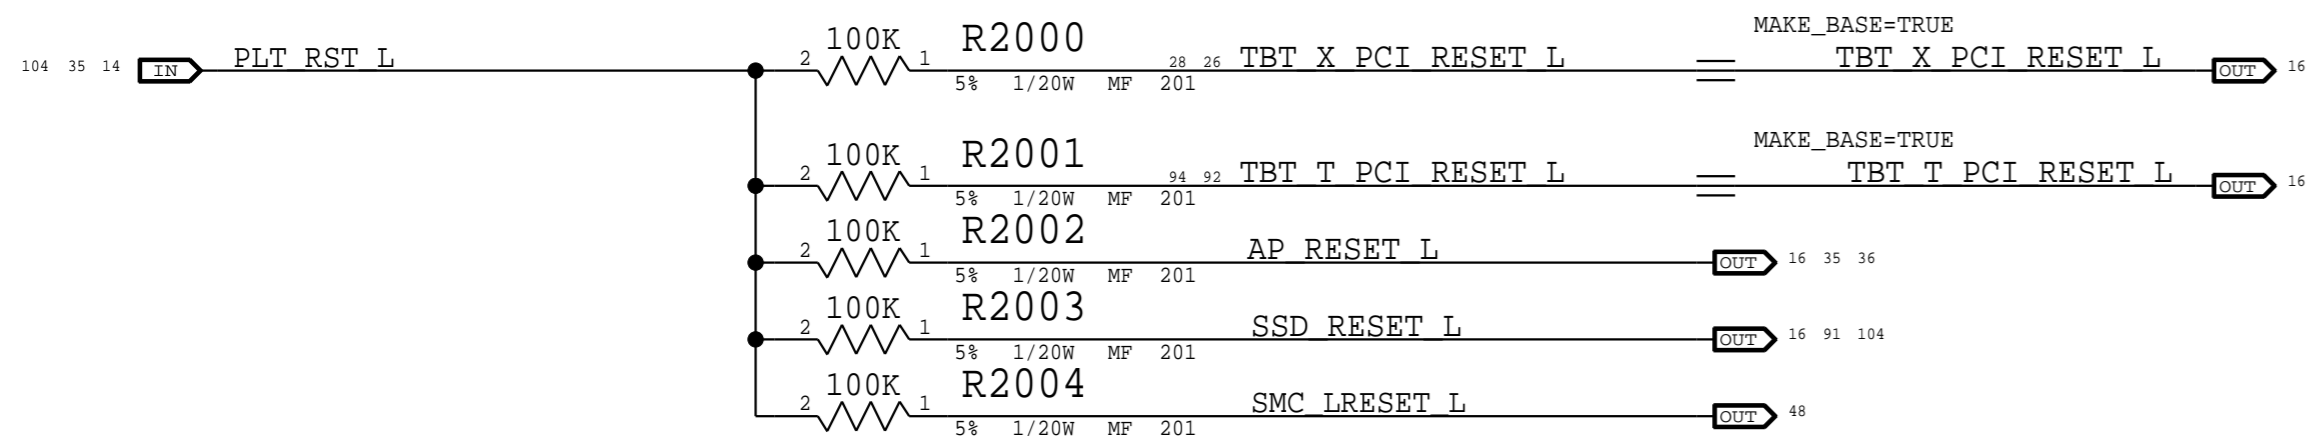 MAKE_BASE=TRUE
104 35 14 IN PLT_RST_L 2 100K 1 R2000 28 26 TBT_X_PCI_RESET_L TBT_X_PCI_RESET_L OUT 16
5% 1/20W MF 201
MAKE_BASE=TRUE
2 100K 1 R2001 94 92 TBT_T_PCI_RESET_L TBT_T_PCI_RESET_L OUT 16
5% 1/20W MF 201
2 100K 1 R2002 AP_RESET_L OUT 16 35 36
5% 1/20W MF 201
2 100K 1 R2003 SSD_RESET_L OUT 16 91 104
5% 1/20W MF 201
2 100K 1 R2004 SMC_LRESET_L OUT 48
5% 1/20W MF 201